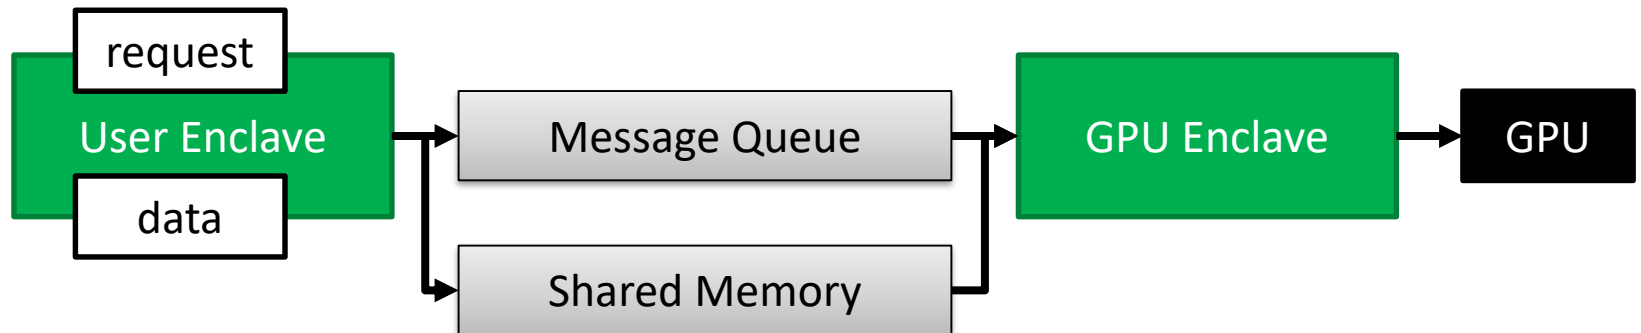 request
User Enclave
data
Message Queue
Shared Memory
GPU Enclave
GPU